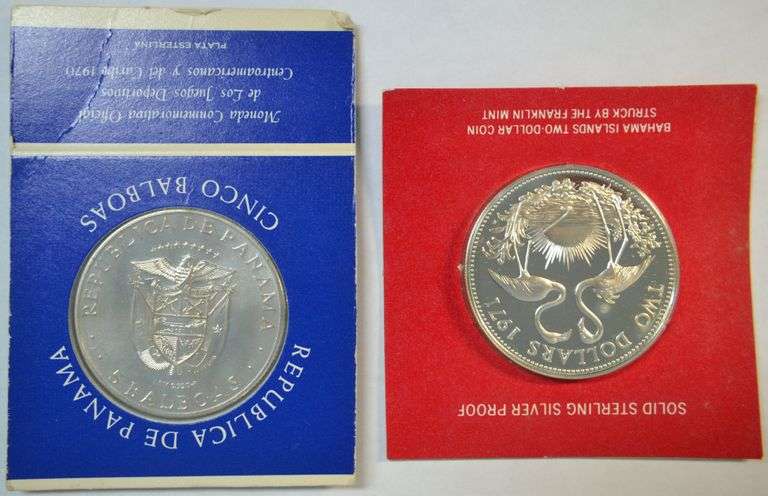 Moneda Conmemorativa Oficial
de Los Juegos Deportivos
Centroamericanos y del Caribe 1970
PLATA ESTERLINA
CINCO BALBOAS
REPUBLICA DE PANAMA
REPUBLICA DE PANAMA
5 BALBOAS
SOLID STERLING SILVER PROOF
TWO DOLLARS 1971
BAHAMA ISLANDS TWO-DOLLAR COIN
STRUCK BY THE FRANKLIN MINT